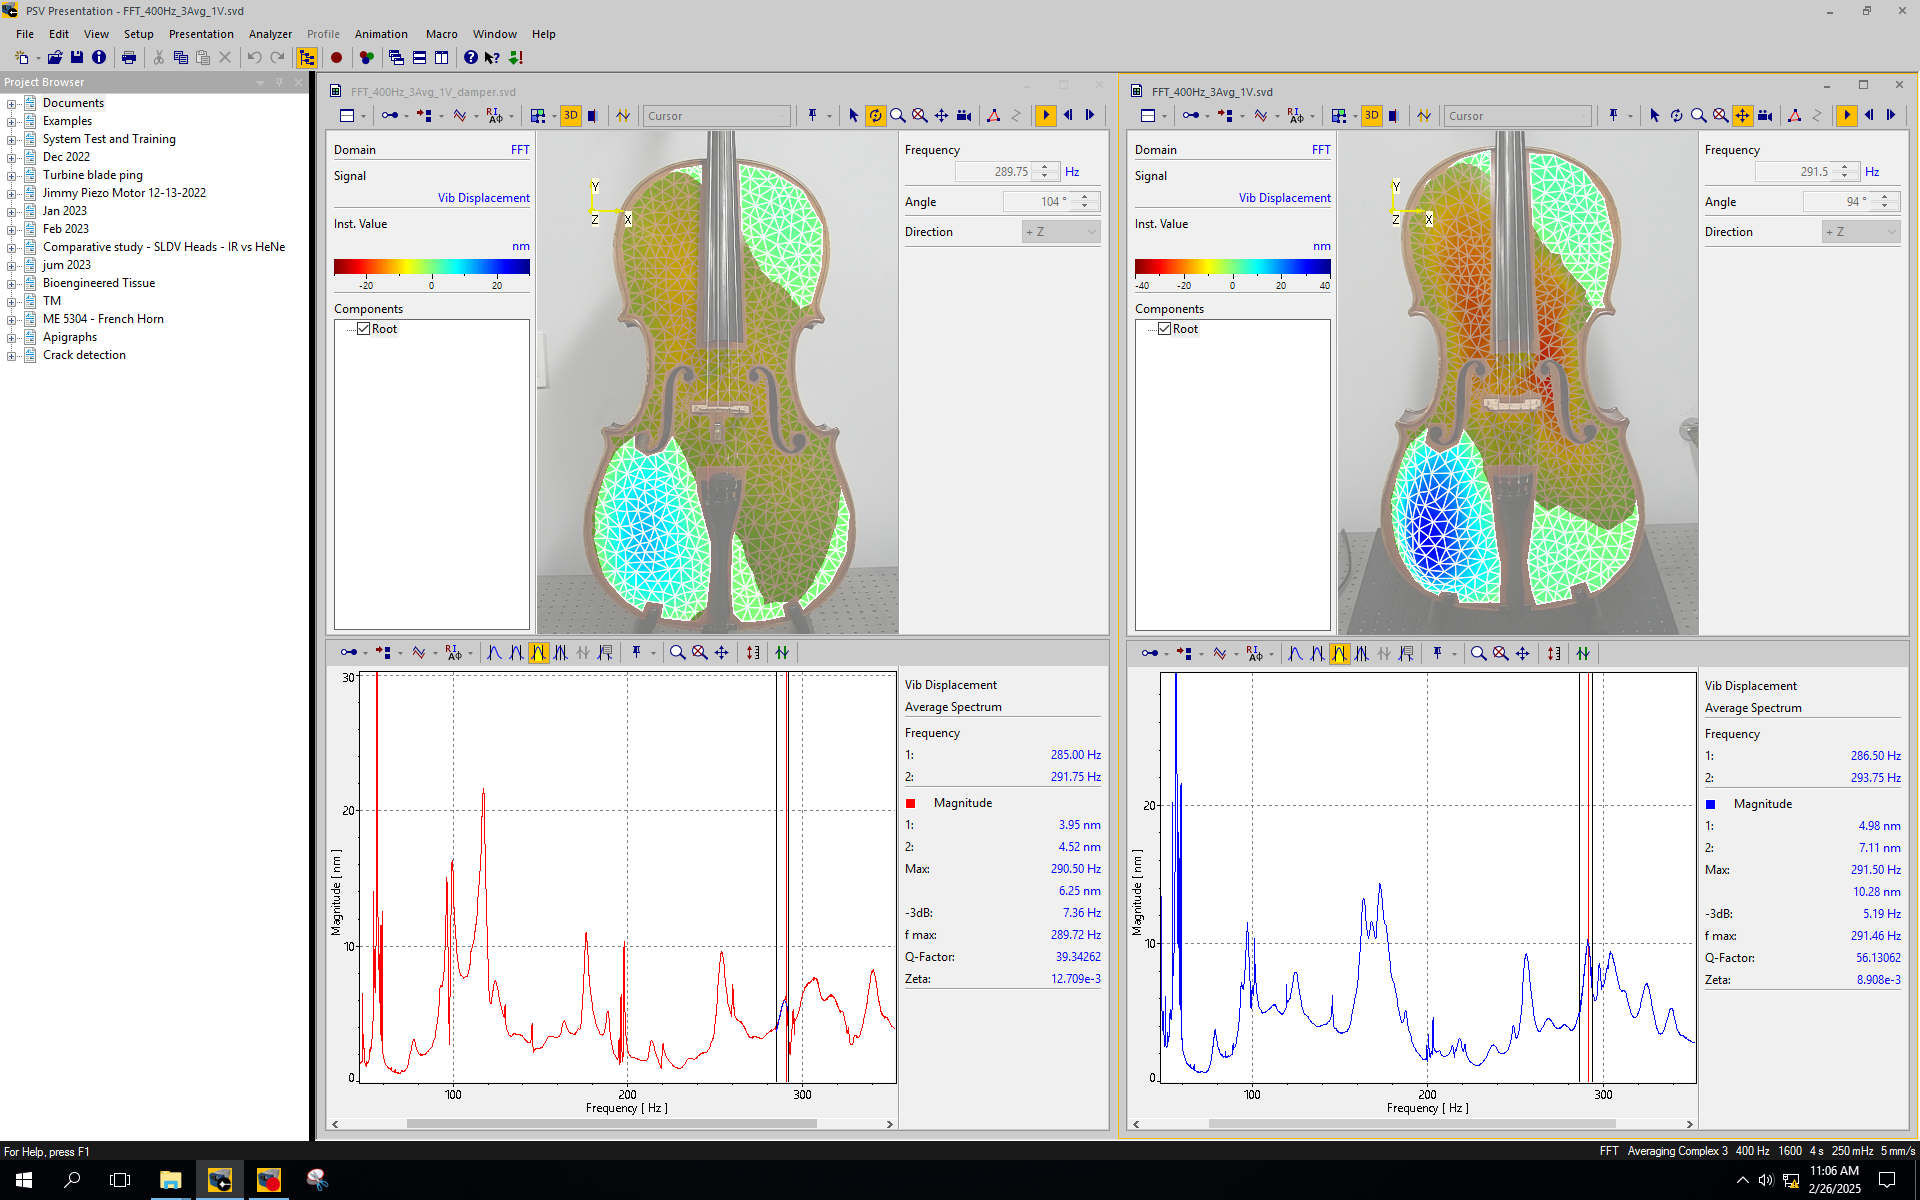 PSV Presentation - FFT_400Hz_3Avg_1V.svd
File Edit View Setup Presentation Analyzer Profile Animation Macro Window Help
Project Browser
Documents
Examples
System Test and Training
Dec 2022
Turbine blade ping
Jimmy Piezo Motor 12-13-2022
Jan 2023
Feb 2023
Comparative study - SLDV Heads - IR vs HeNe
jum 2023
Bioengineered Tissue
TM
ME 5304 - French Horn
Apigraphs
Crack detection
FFT_400Hz_3Avg_1V_damper.svd
3D Cursor
Domain FFT
Signal
Vib Displacement
Inst. Value
nm
-20 0 20
Components
Root
Y
Z X
Frequency
289.75 Hz
Angle 104 °
Direction + Z
30
20
10
0
100 200 300
Magnitude [ nm ]
Frequency [ Hz ]
Vib Displacement
Average Spectrum
Frequency
1: 285.00 Hz
2: 291.75 Hz
Magnitude
1: 3.95 nm
2: 4.52 nm
Max: 290.50 Hz
6.25 nm
-3dB: 7.36 Hz
f max: 289.72 Hz
Q-Factor: 39.34262
Zeta: 12.709e-3
FFT_400Hz_3Avg_1V.svd
3D Cursor
Domain FFT
Signal
Vib Displacement
Inst. Value
nm
-40 -20 0 20 40
Components
Root
Y
Z X
Frequency
291.5 Hz
Angle 94 °
Direction + Z
20
10
0
100 200 300
Magnitude [ nm ]
Frequency [ Hz ]
Vib Displacement
Average Spectrum
Frequency
1: 286.50 Hz
2: 293.75 Hz
Magnitude
1: 4.98 nm
2: 7.11 nm
Max: 291.50 Hz
10.28 nm
-3dB: 5.19 Hz
f max: 291.46 Hz
Q-Factor: 56.13062
Zeta: 8.908e-3
For Help, press F1
FFT Averaging Complex 3 400 Hz 1600 4 s 250 mHz 5 mm/s
11:06 AM
2/26/2025